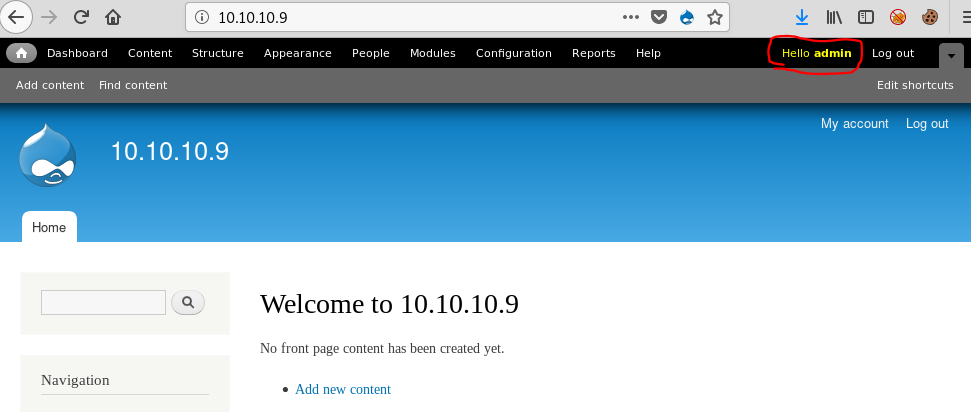 10.10.10.9
Dashboard Content Structure Appearance People Modules Configuration Reports Help Hello admin Log out
Add content Find content Edit shortcuts
My account Log out
10.10.10.9
Home
Welcome to 10.10.10.9
No front page content has been created yet.
Navigation
Add new content